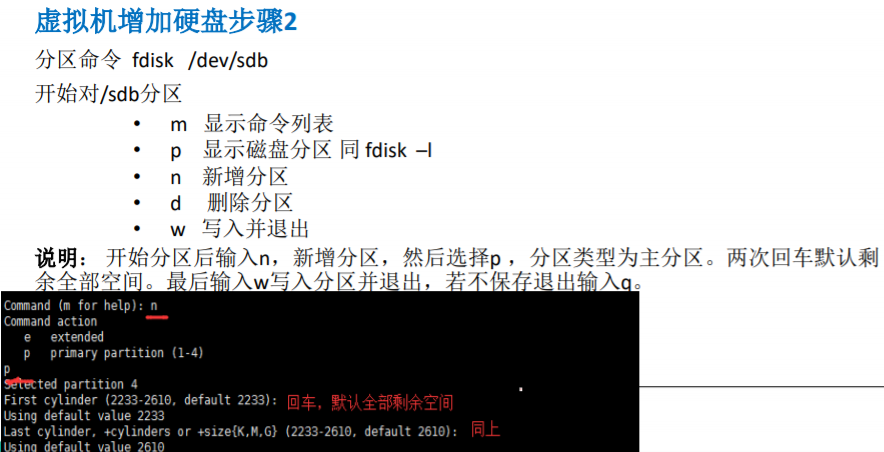 虚拟机增加硬盘步骤2
分区命令 fdisk /dev/sdb
开始对/sdb分区
• m 显示命令列表
• p 显示磁盘分区 同 fdisk –l
• n 新增分区
• d 删除分区
• w 写入并退出
说明： 开始分区后输入n，新增分区，然后选择p ，分区类型为主分区。两次回车默认剩
余全部空间。最后输入w写入分区并退出，若不保存退出输入q。
Command (m for help): n
Command action
e extended
p primary partition (1-4)
p
Selected partition 4
First cylinder (2233-2610, default 2233): 回车，默认全部剩余空间
Using default value 2233
Last cylinder, +cylinders or +size{K,M,G} (2233-2610, default 2610): 同上
Using default value 2610